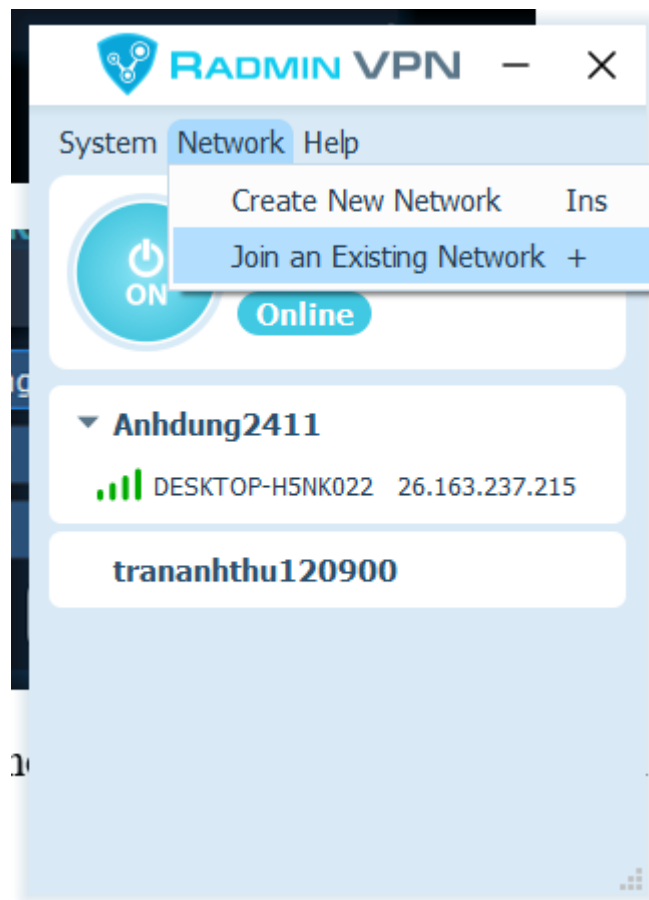 RADMIN VPN
System Network Help
Create New Network Ins
Join an Existing Network +
ON
Online
Anhdung2411
DESKTOP-H5NK022 26.163.237.215
trananhthu120900